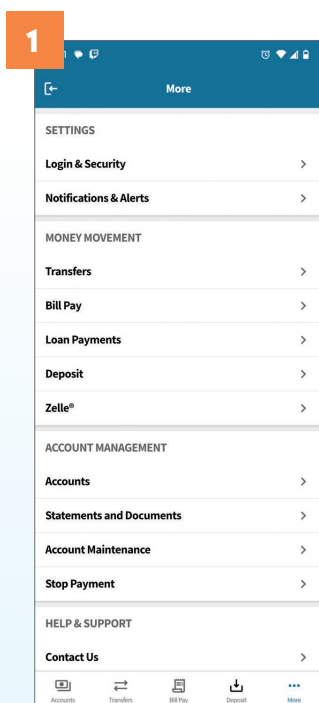 1
More
SETTINGS
Login & Security
Notifications & Alerts
MONEY MOVEMENT
Transfers
Bill Pay
Loan Payments
Deposit
Zelle®
ACCOUNT MANAGEMENT
Accounts
Statements and Documents
Account Maintenance
Stop Payment
HELP & SUPPORT
Contact Us
Accounts Transfers Bill Pay Deposit More